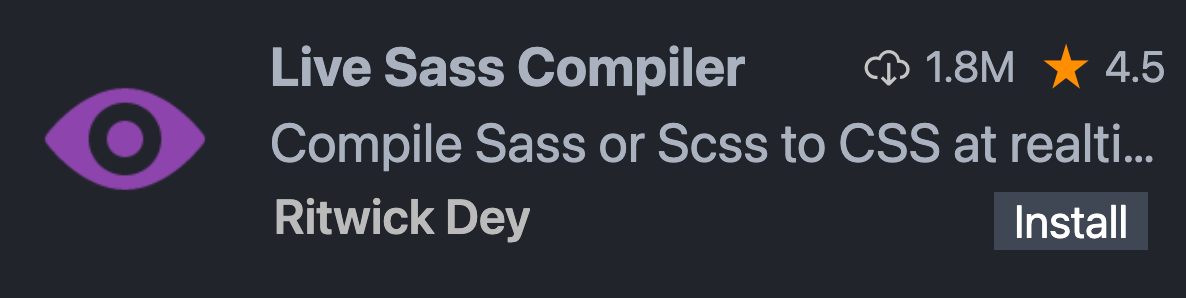 Live Sass Compiler 1.8M 4.5
Compile Sass or Scss to CSS at realti...
Ritwick Dey
Install